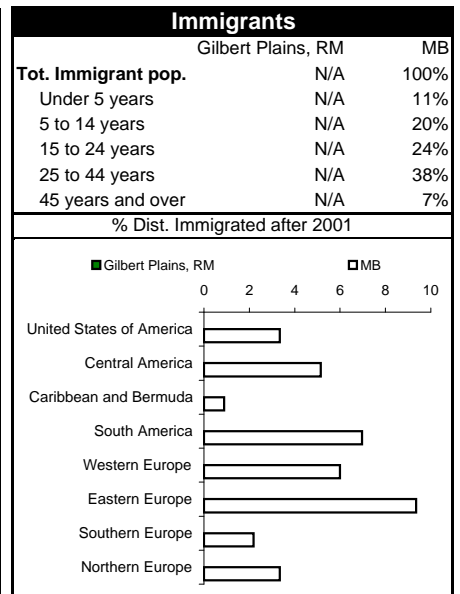 Immigrants
Gilbert Plains, RM MB
Tot. Immigrant pop. N/A 100%
Under 5 years N/A 11%
5 to 14 years N/A 20%
15 to 24 years N/A 24%
25 to 44 years N/A 38%
45 years and over N/A 7%
% Dist. Immigrated after 2001
Gilbert Plains, RM MB
0 2 4 6 8 10
United States of America
Central America
Caribbean and Bermuda
South America
Western Europe
Eastern Europe
Southern Europe
Northern Europe